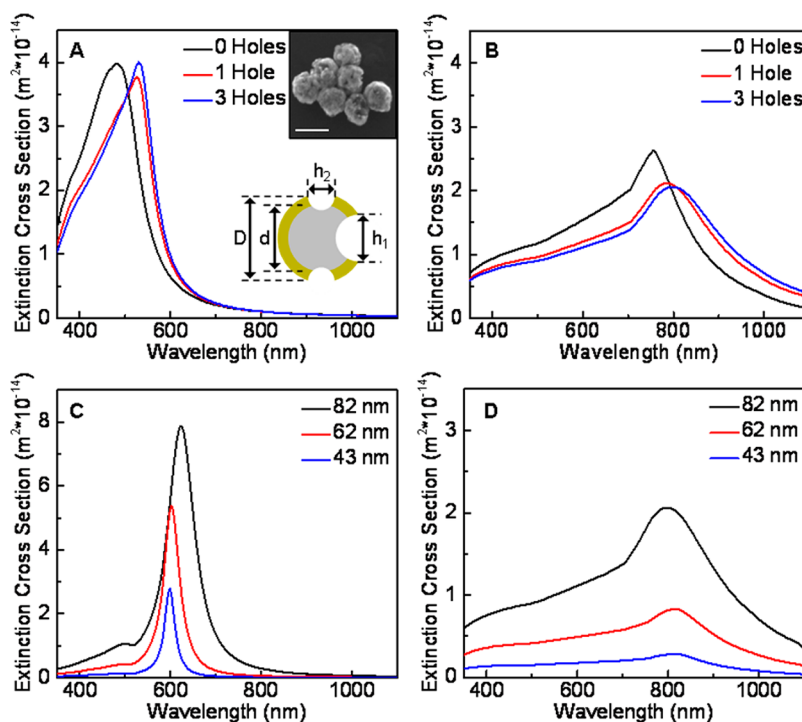 A
0 Holes
1 Hole
3 Holes
h2
D
d
h1
Extinction Cross Section (m²*10⁻¹⁴)
4
3
2
1
0
400 600 800 1000
Wavelength (nm)
B
0 Holes
1 Hole
3 Holes
Extinction Cross Section (m²*10⁻¹⁴)
4
3
2
1
0
400 600 800 1000
Wavelength (nm)
C
82 nm
62 nm
43 nm
Extinction Cross Section (m²*10⁻¹⁴)
8
6
4
2
0
400 600 800 1000
Wavelength (nm)
D
82 nm
62 nm
43 nm
Extinction Cross Section (m²*10⁻¹⁴)
3
2
1
0
400 600 800 1000
Wavelength (nm)